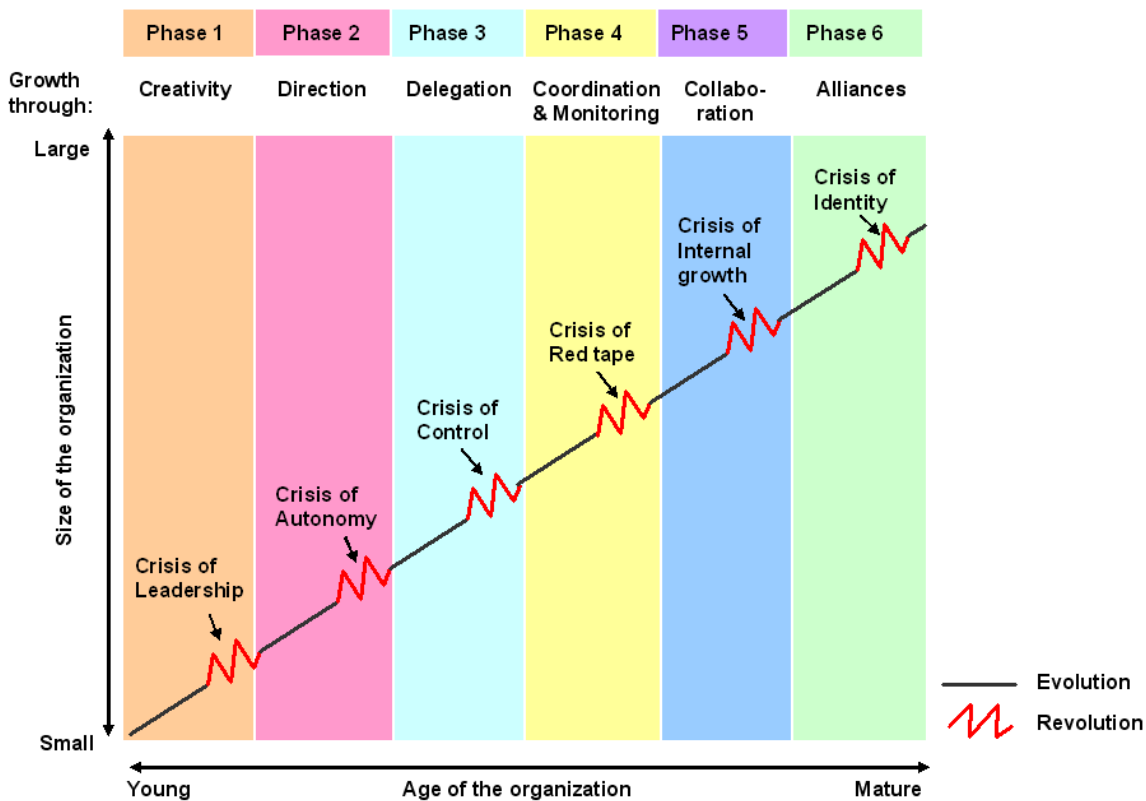 Phase 1
Phase 2
Phase 3
Phase 4
Phase 5
Phase 6
Growth
through:
Creativity
Direction
Delegation
Coordination
& Monitoring
Collabo-
ration
Alliances
Large
Crisis of
Identity
Crisis of
Internal
growth
Crisis of
Red tape
Crisis of
Control
Crisis of
Autonomy
Crisis of
Leadership
Size of the organization
Small
Evolution
Revolution
Young
Age of the organization
Mature